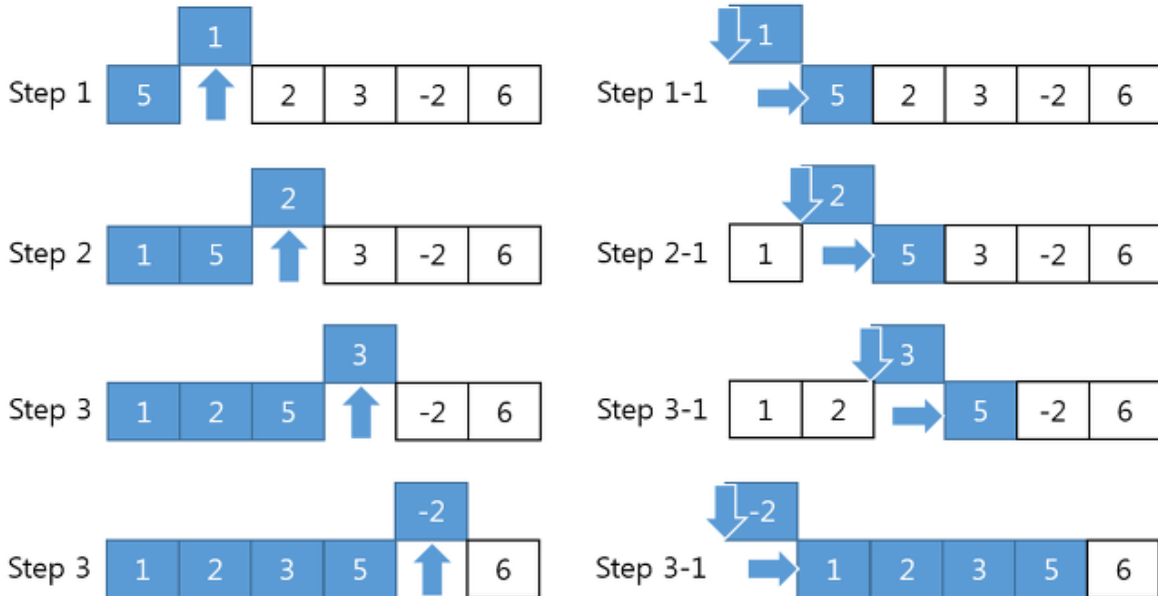 1 1
Step 1 5 2 3 -2 6 Step 1-1 5 2 3 -2 6
2 2
Step 2 1 5 3 -2 6 Step 2-1 1 5 3 -2 6
3 3
Step 3 1 2 5 -2 6 Step 3-1 1 2 5 -2 6
-2 -2
Step 3 1 2 3 5 6 Step 3-1 1 2 3 5 6